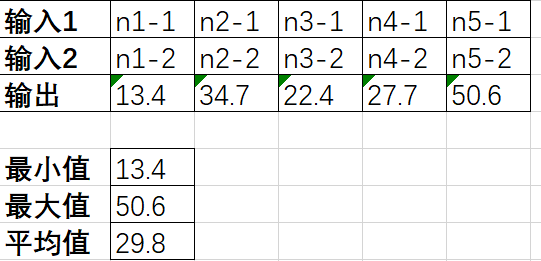 输入1 n1-1 n2-1 n3-1 n4-1 n5-1
输入2 n1-2 n2-2 n3-2 n4-2 n5-2
输出 13.4 34.7 22.4 27.7 50.6
最小值 13.4
最大值 50.6
平均值 29.8